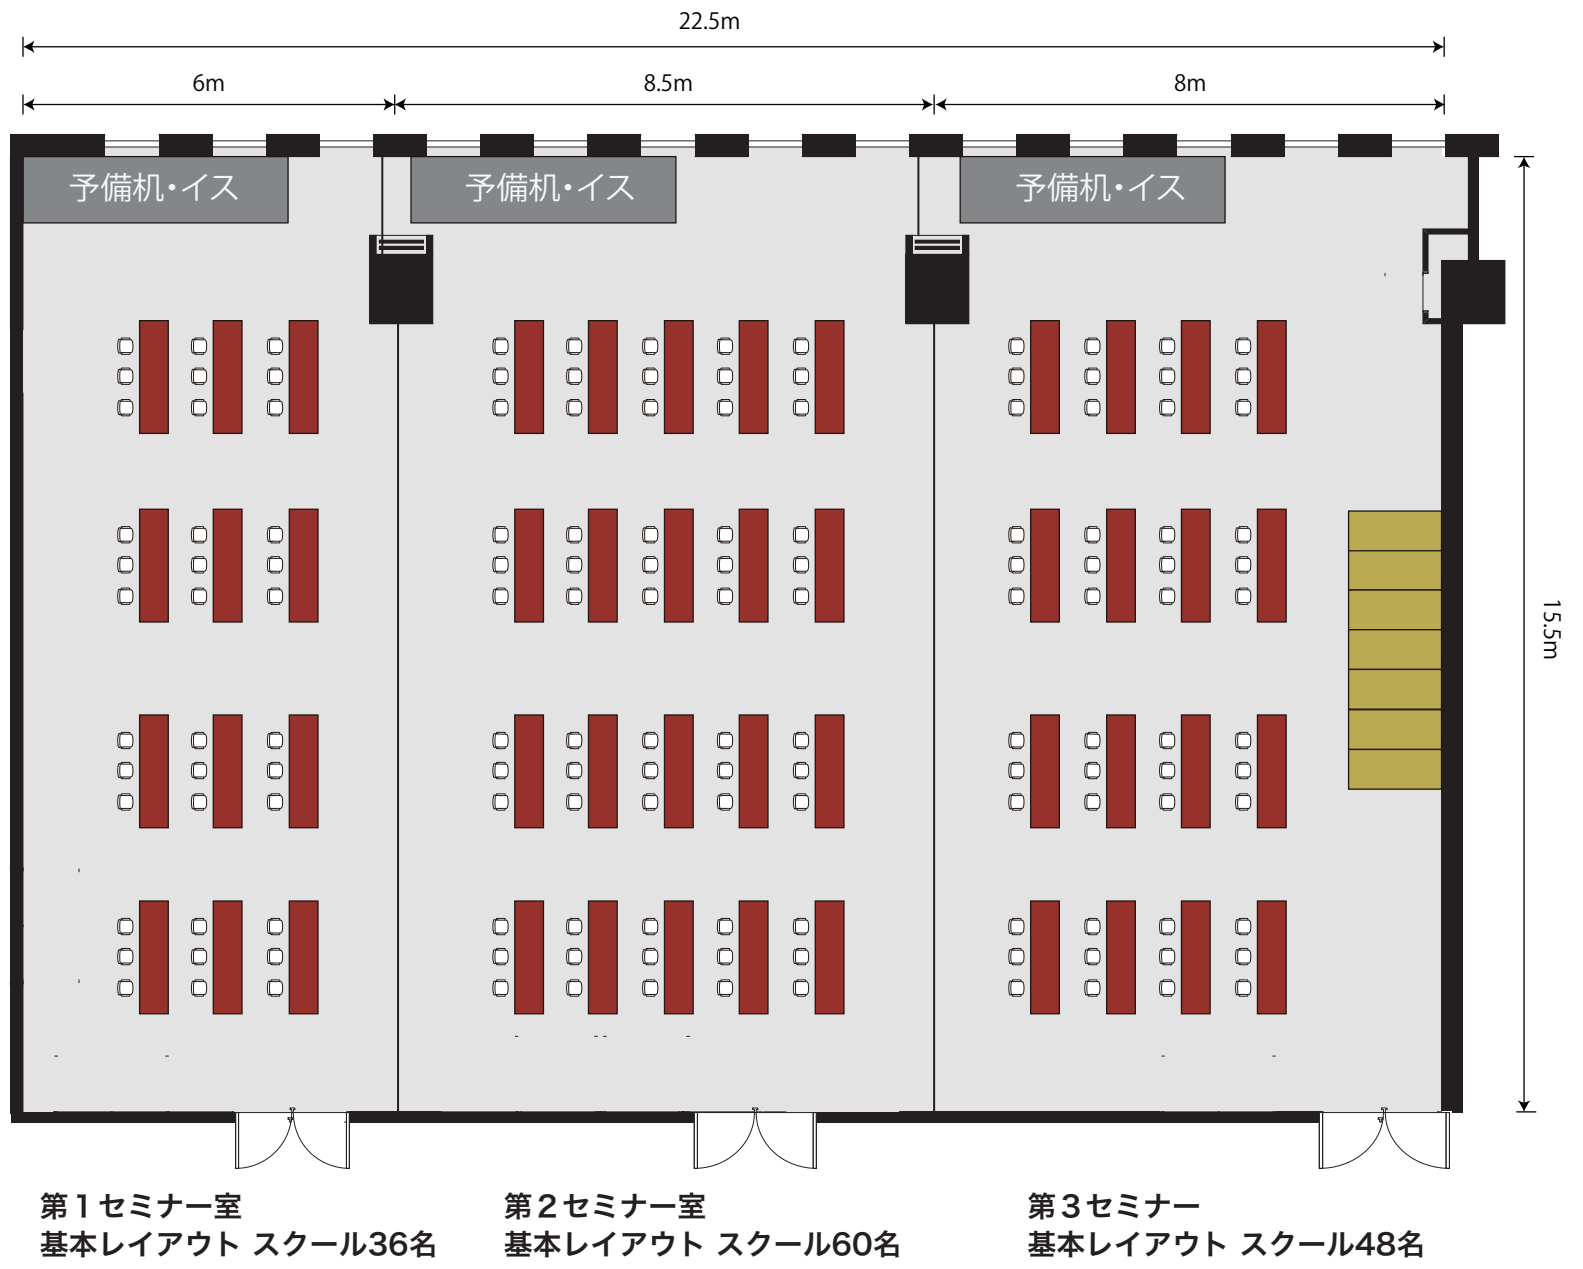 22.5m
6m
8.5m
8m
予備机・イス
予備机・イス
予備机・イス
15.5m
第１セミナー室
基本レイアウト スクール36名
第２セミナー室
基本レイアウト スクール60名
第３セミナー
基本レイアウト スクール48名